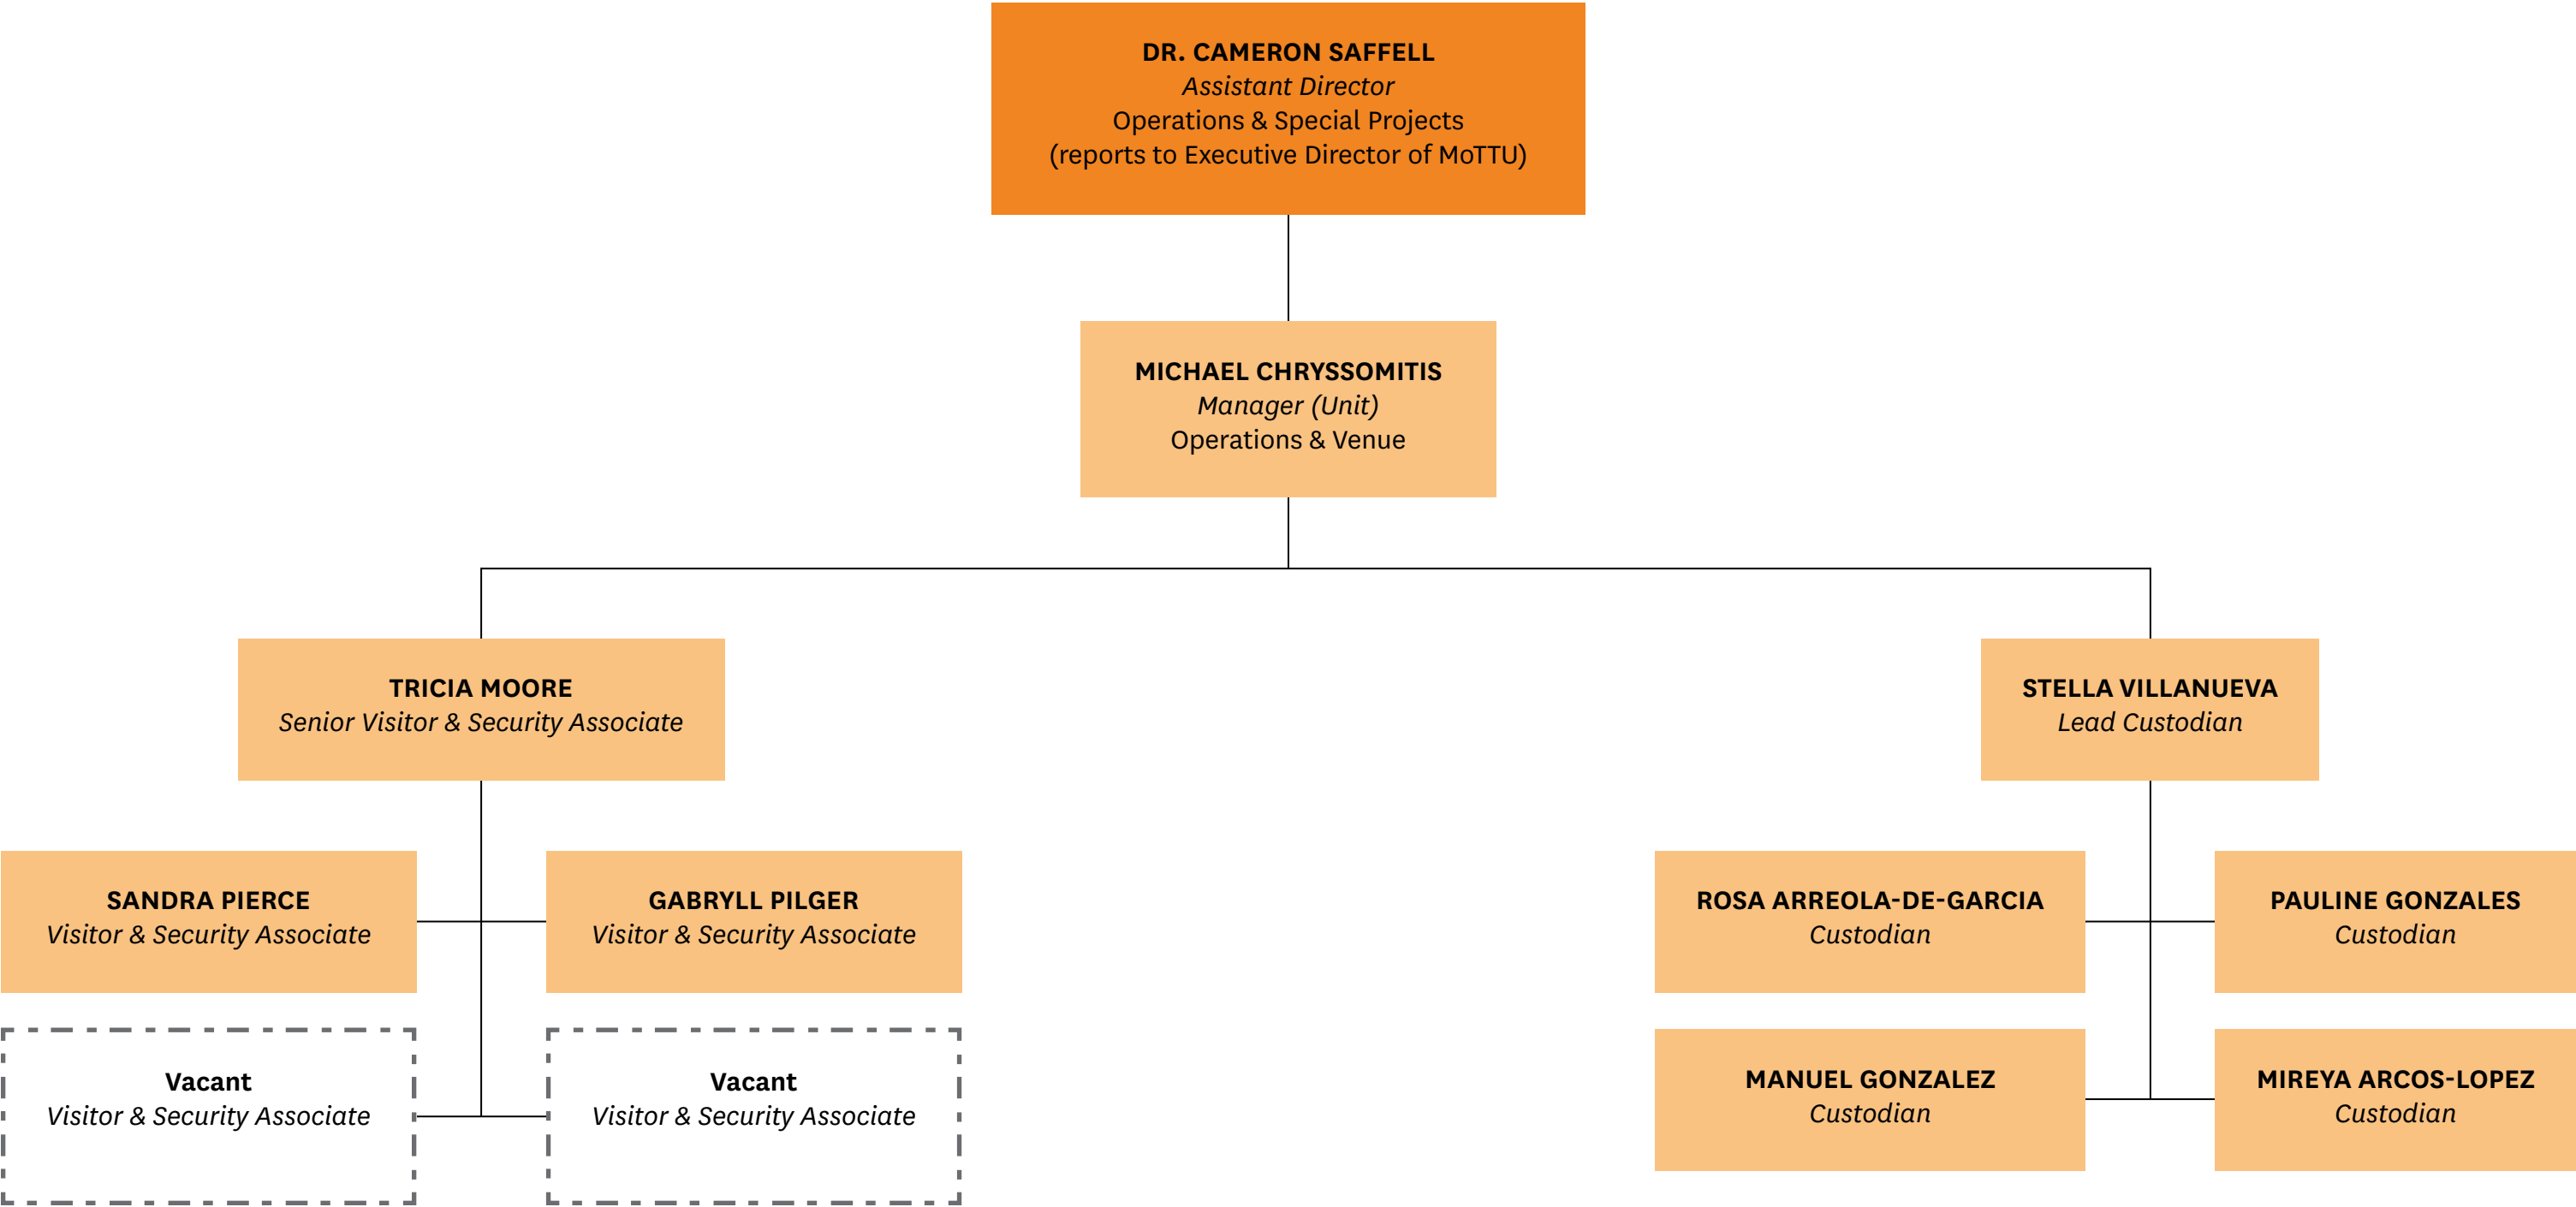 DR. CAMERON SAFFELL
Assistant Director
Operations & Special Projects
(reports to Executive Director of MoTTU)
MICHAEL CHRYSSOMITIS
Manager (Unit)
Operations & Venue
TRICIA MOORE
Senior Visitor & Security Associate
STELLA VILLANUEVA
Lead Custodian
SANDRA PIERCE
Visitor & Security Associate
GABRYLL PILGER
Visitor & Security Associate
ROSA ARREOLA-DE-GARCIA
Custodian
PAULINE GONZALES
Custodian
Vacant
Visitor & Security Associate
Vacant
Visitor & Security Associate
MANUEL GONZALEZ
Custodian
MIREYA ARCOS-LOPEZ
Custodian